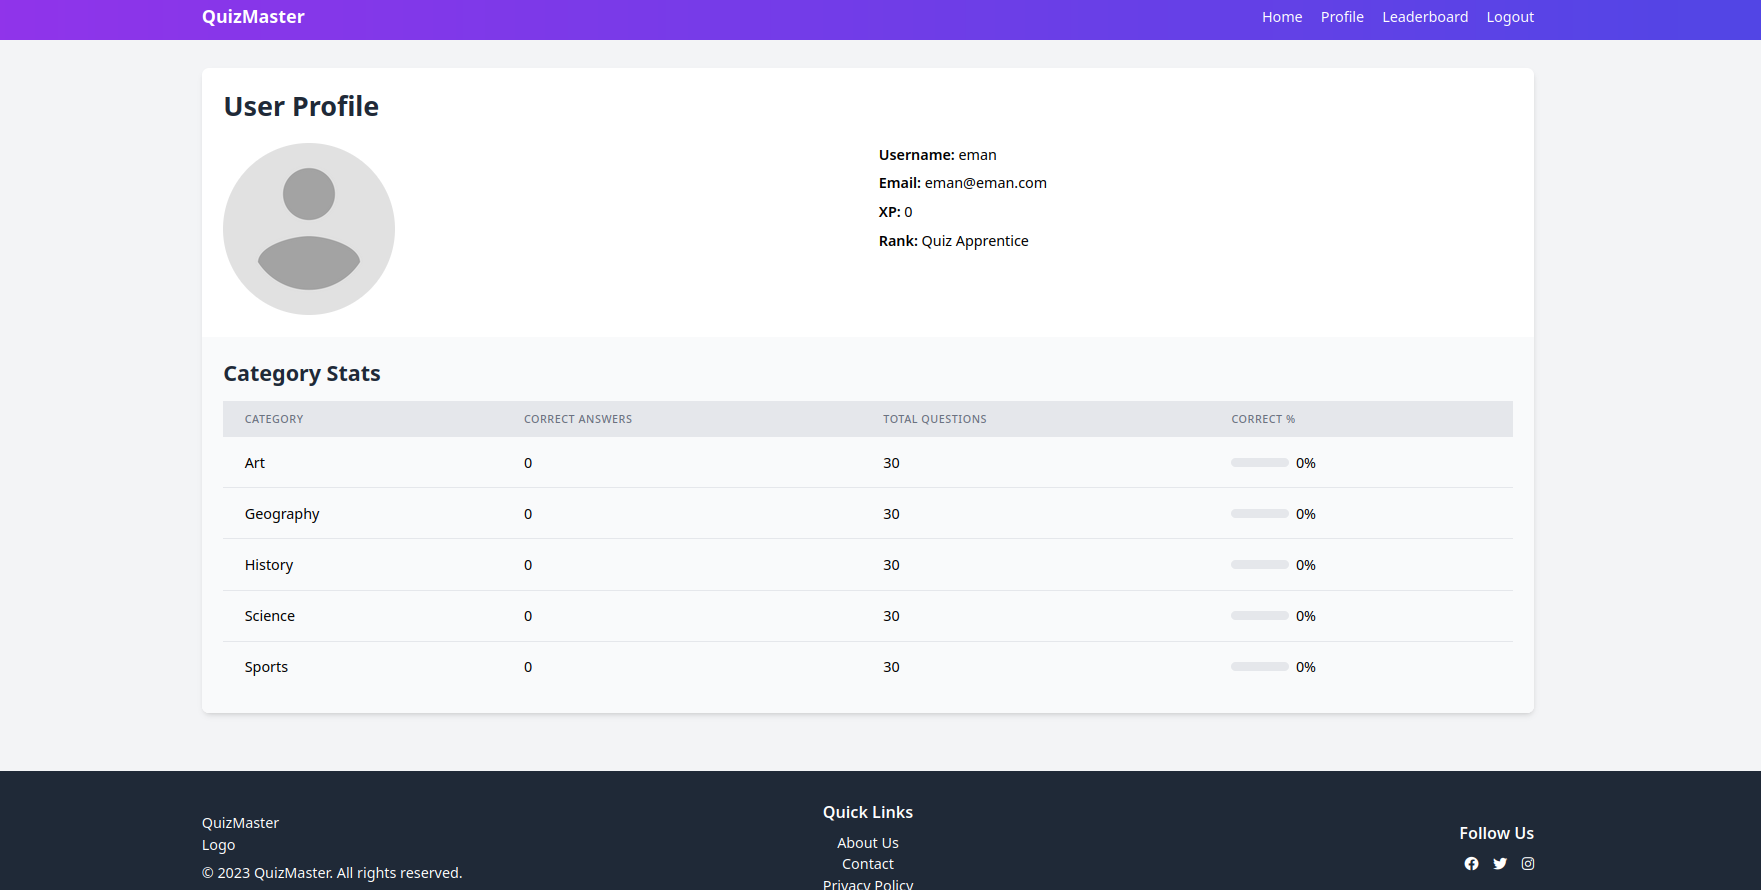 QuizMaster Home Profile Leaderboard Logout
User Profile
Username: eman
Email: eman@eman.com
XP: 0
Rank: Quiz Apprentice
Category Stats
CATEGORY CORRECT ANSWERS TOTAL QUESTIONS CORRECT %
Art 0 30 0%
Geography 0 30 0%
History 0 30 0%
Science 0 30 0%
Sports 0 30 0%
QuizMaster
Logo
© 2023 QuizMaster. All rights reserved.
Quick Links
About Us
Contact
Privacy Policy
Follow Us